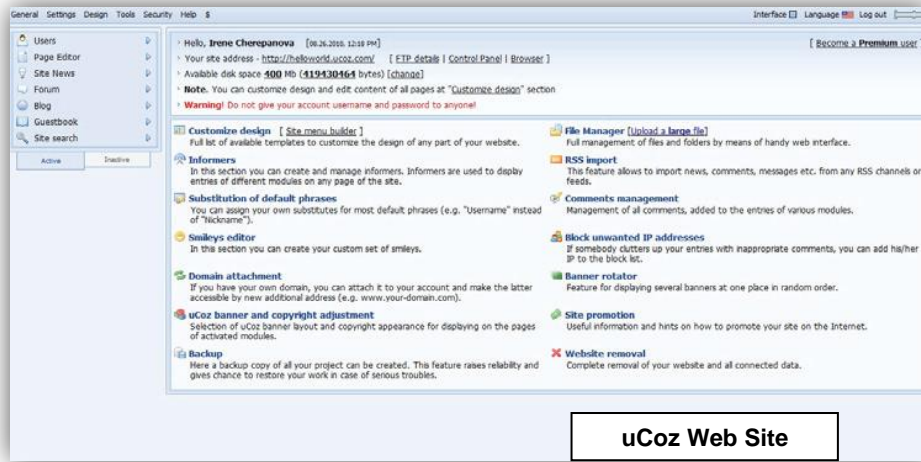 General Settings Design Tools Security Help $
Interface Language Log out
Users
Page Editor
Site News
Forum
Blog
Guestbook
Site search
Active Inactive
Hello, Irene Cherepanova [08.26.2010, 12:18 PM]
[ Become a Premium user ]
Your site address - http://helloworld.ucoz.com/ [ FTP details | Control Panel | Browser ]
Available disk space 400 Mb (419430464 bytes) [change]
Note. You can customize design and edit content of all pages at "Customize design" section
Warning! Do not give your account username and password to anyone!
Customize design [ Site menu builder ]
Full list of available templates to customize the design of any part of your website.
Informers
In this section you can create and manage informers. Informers are used to display
entries of different modules on any page of the site.
Substitution of default phrases
You can assign your own substitutes for most default phrases (e.g. "Username" instead
of "Nickname").
Smileys editor
In this section you can create your custom set of smileys.
Domain attachment
If you have your own domain, you can attach it to your account and make the latter
accessible by new additional address (e.g. www.your-domain.com).
uCoz banner and copyright adjustment
Selection of uCoz banner layout and copyright appearance for displaying on the pages
of activated modules.
Backup
Here a backup copy of all your project can be created. This feature raises reliability and
gives chance to restore your work in case of serious troubles.
File Manager [Upload a large file]
Full management of files and folders by means of handy web interface.
RSS import
This feature allows to import news, comments, messages etc. from any RSS channels or
feeds.
Comments management
Management of all comments, added to the entries of various modules.
Block unwanted IP addresses
If somebody clutters up your entries with inappropriate comments, you can add his/her
IP to the block list.
Banner rotator
Feature for displaying several banners at one place in random order.
Site promotion
Useful information and hints on how to promote your site on the Internet.
Website removal
Complete removal of your website and all connected data.
uCoz Web Site